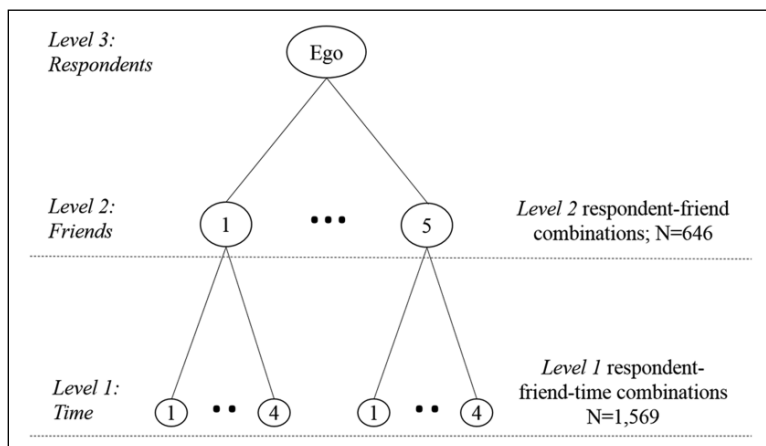 Level 3:
Respondents
Ego
Level 2:
Friends
1
5
Level 2 respondent-friend
combinations; N=646
Level 1:
Time
1
4
1
4
Level 1 respondent-
friend-time combinations
N=1,569